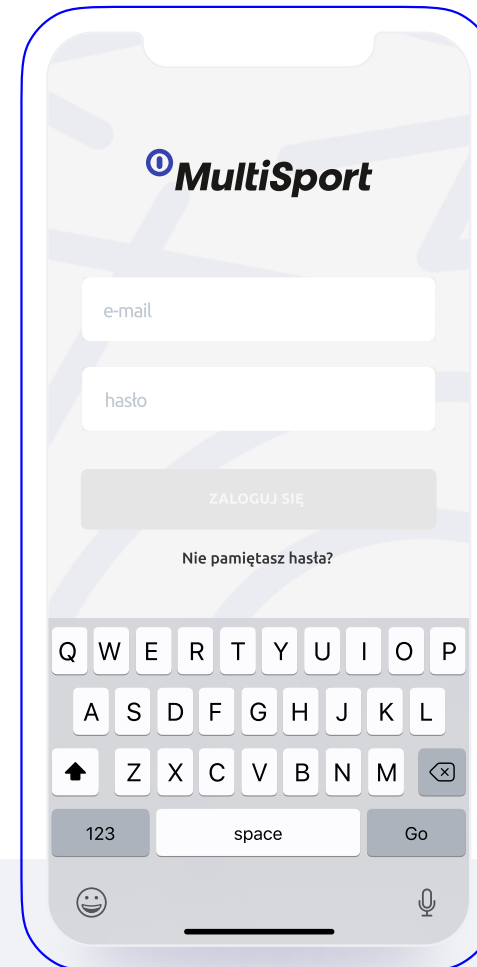 MultiSport
e-mail
hasło
ZALOGUJ SIĘ
Nie pamiętasz hasła?
Q W E R T Y U I O P
A S D F G H J K L
Z X C V B N M
123 space Go